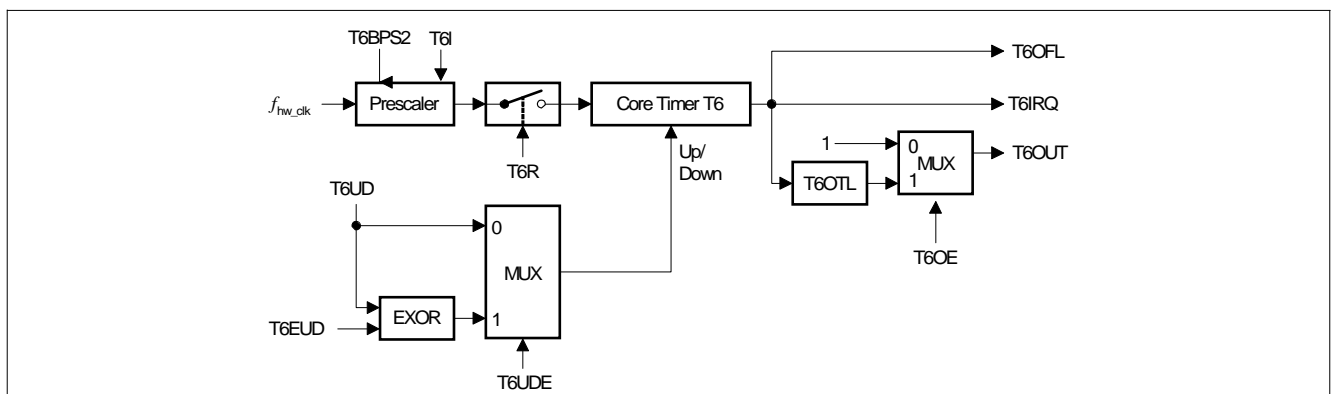 T6BPS2
T6I
T6OFL
f hw_clk
Prescaler
Core Timer T6
T6IRQ
1
0
MUX
1
T6OUT
T6R
Up/
Down
T6OTL
T6UD
T6OE
0
MUX
1
EXOR
T6EUD
T6UDE